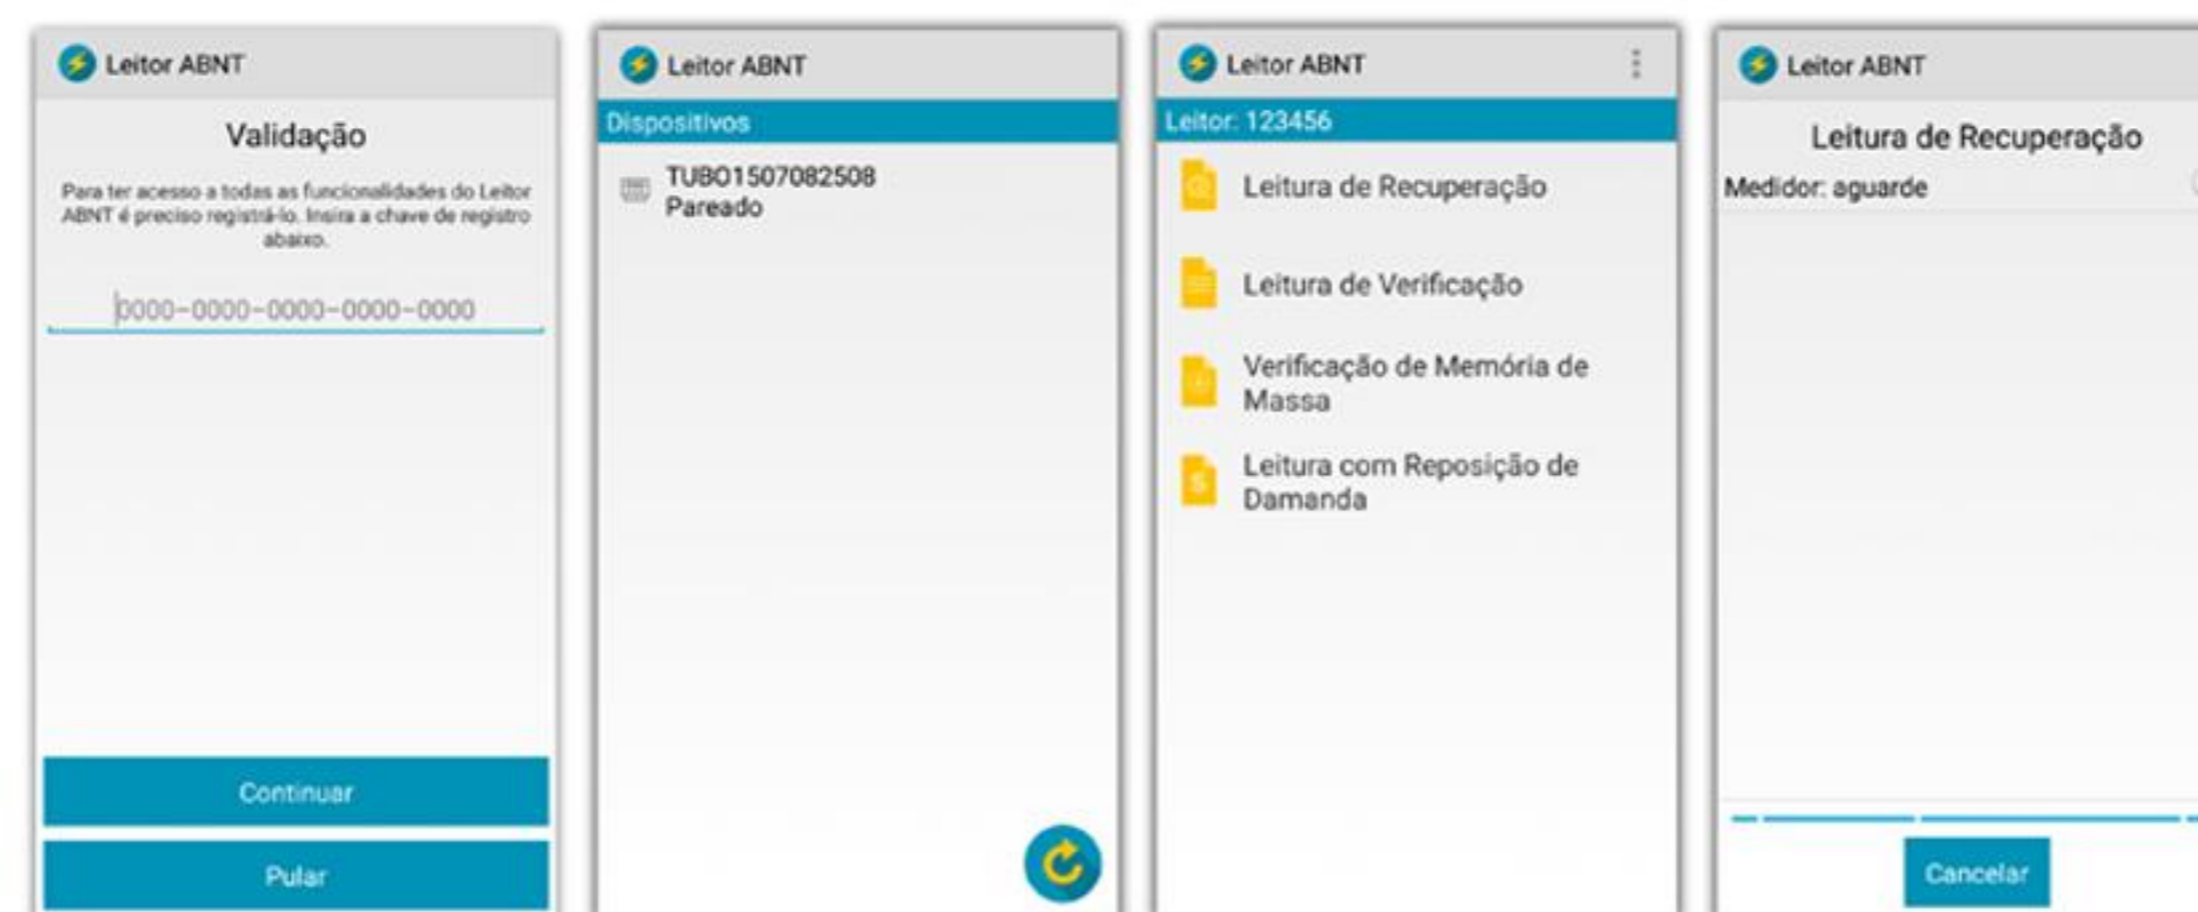 Leitor ABNT
Validação
Para ter acesso a todas as funcionalidades do Leitor
ABNT é preciso registrá-lo. Insira a chave de registro
abaixo.
0000-0000-0000-0000-0000
Continuar
Pular
Leitor ABNT
Dispositivos
TUBO1507082508
Pareado
Leitor ABNT
Leitor: 123456
Leitura de Recuperação
Leitura de Verificação
Verificação de Memória de
Massa
Leitura com Reposição de
Damanda
Leitor ABNT
Leitura de Recuperação
Medidor: aguarde
Cancelar